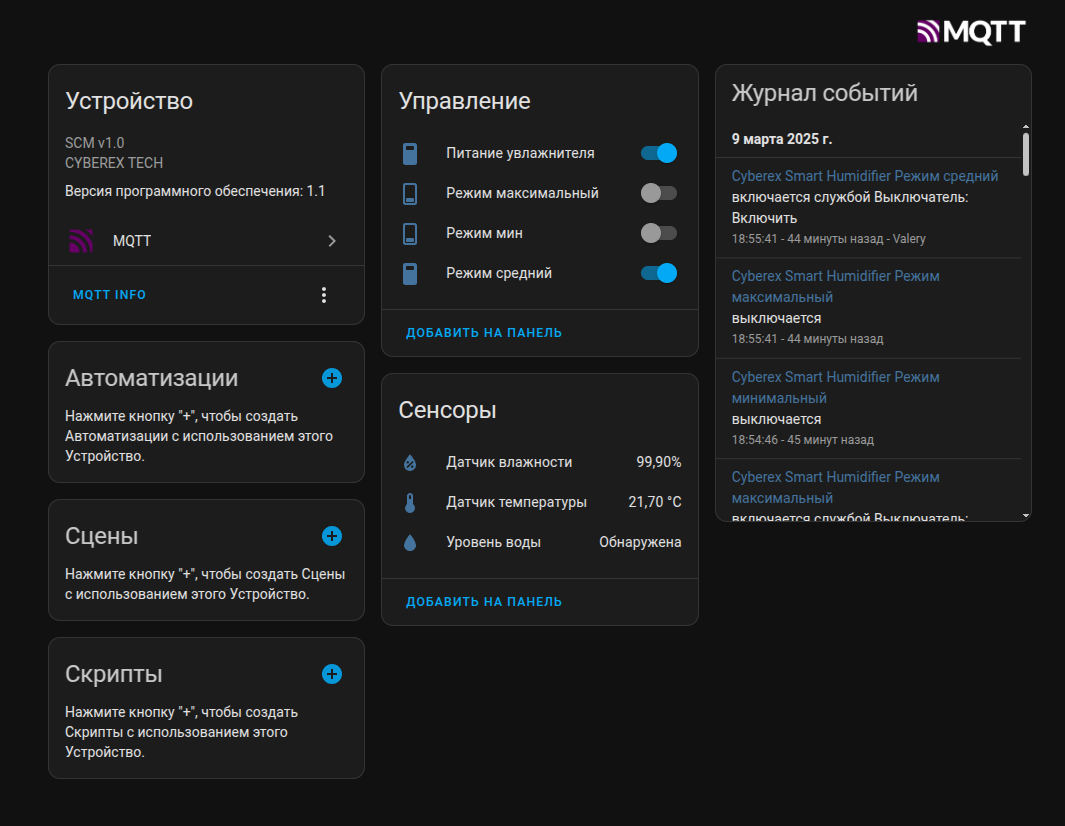 MQTT
Устройство
SCM v1.0
CYBEREX TECH
Версия программного обеспечения: 1.1
MQTT
MQTT INFO
Автоматизации
Нажмите кнопку "+", чтобы создать
Автоматизации с использованием этого
Устройство.
Сцены
Нажмите кнопку "+", чтобы создать Сцены
с использованием этого Устройство.
Скрипты
Нажмите кнопку "+", чтобы создать
Скрипты с использованием этого
Устройство.
Управление
Питание увлажнителя
Режим максимальный
Режим мин
Режим средний
ДОБАВИТЬ НА ПАНЕЛЬ
Сенсоры
Датчик влажности 99,90%
Датчик температуры 21,70 °C
Уровень воды Обнаружена
ДОБАВИТЬ НА ПАНЕЛЬ
Журнал событий
9 марта 2025 г.
Cyberex Smart Humidifier Режим средний
включается службой Выключатель:
Включить
18:55:41 - 44 минуты назад - Valery
Cyberex Smart Humidifier Режим
максимальный
выключается
18:55:41 - 44 минуты назад
Cyberex Smart Humidifier Режим
минимальный
выключается
18:54:46 - 45 минут назад
Cyberex Smart Humidifier Режим
максимальный
включается службой Выключатель: